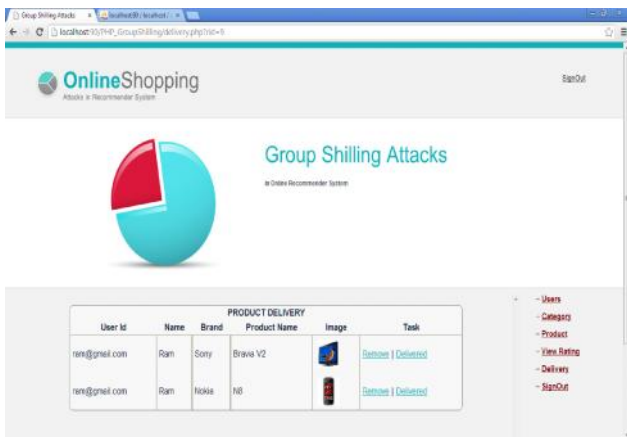 Group Shilling Attacks
localhost:90/PHP_GroupShilling/delivery.php?rid=9
OnlineShopping
Attacks in Recommender System
SignOut
Group Shilling Attacks
in Online Recommender System
PRODUCT DELIVERY
User Id Name Brand Product Name Image Task
ram@gmail.com Ram Sony Bravia V2 Remove | Delivered
ram@gmail.com Ram Nokia N8 Remove | Delivered
– Users
– Category
– Product
– View Rating
– Delivery
– SignOut